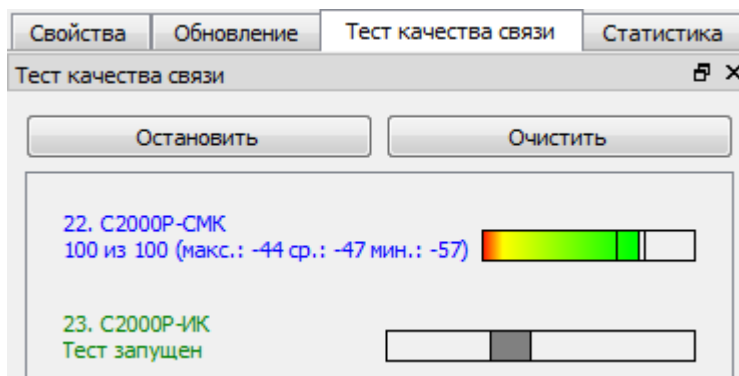 Свойства Обновление Тест качества связи Статистика
Тест качества связи
Остановить Очистить
22. С2000Р-СМК
100 из 100 (макс.: -44 ср.: -47 мин.: -57)
23. С2000Р-ИК
Тест запущен